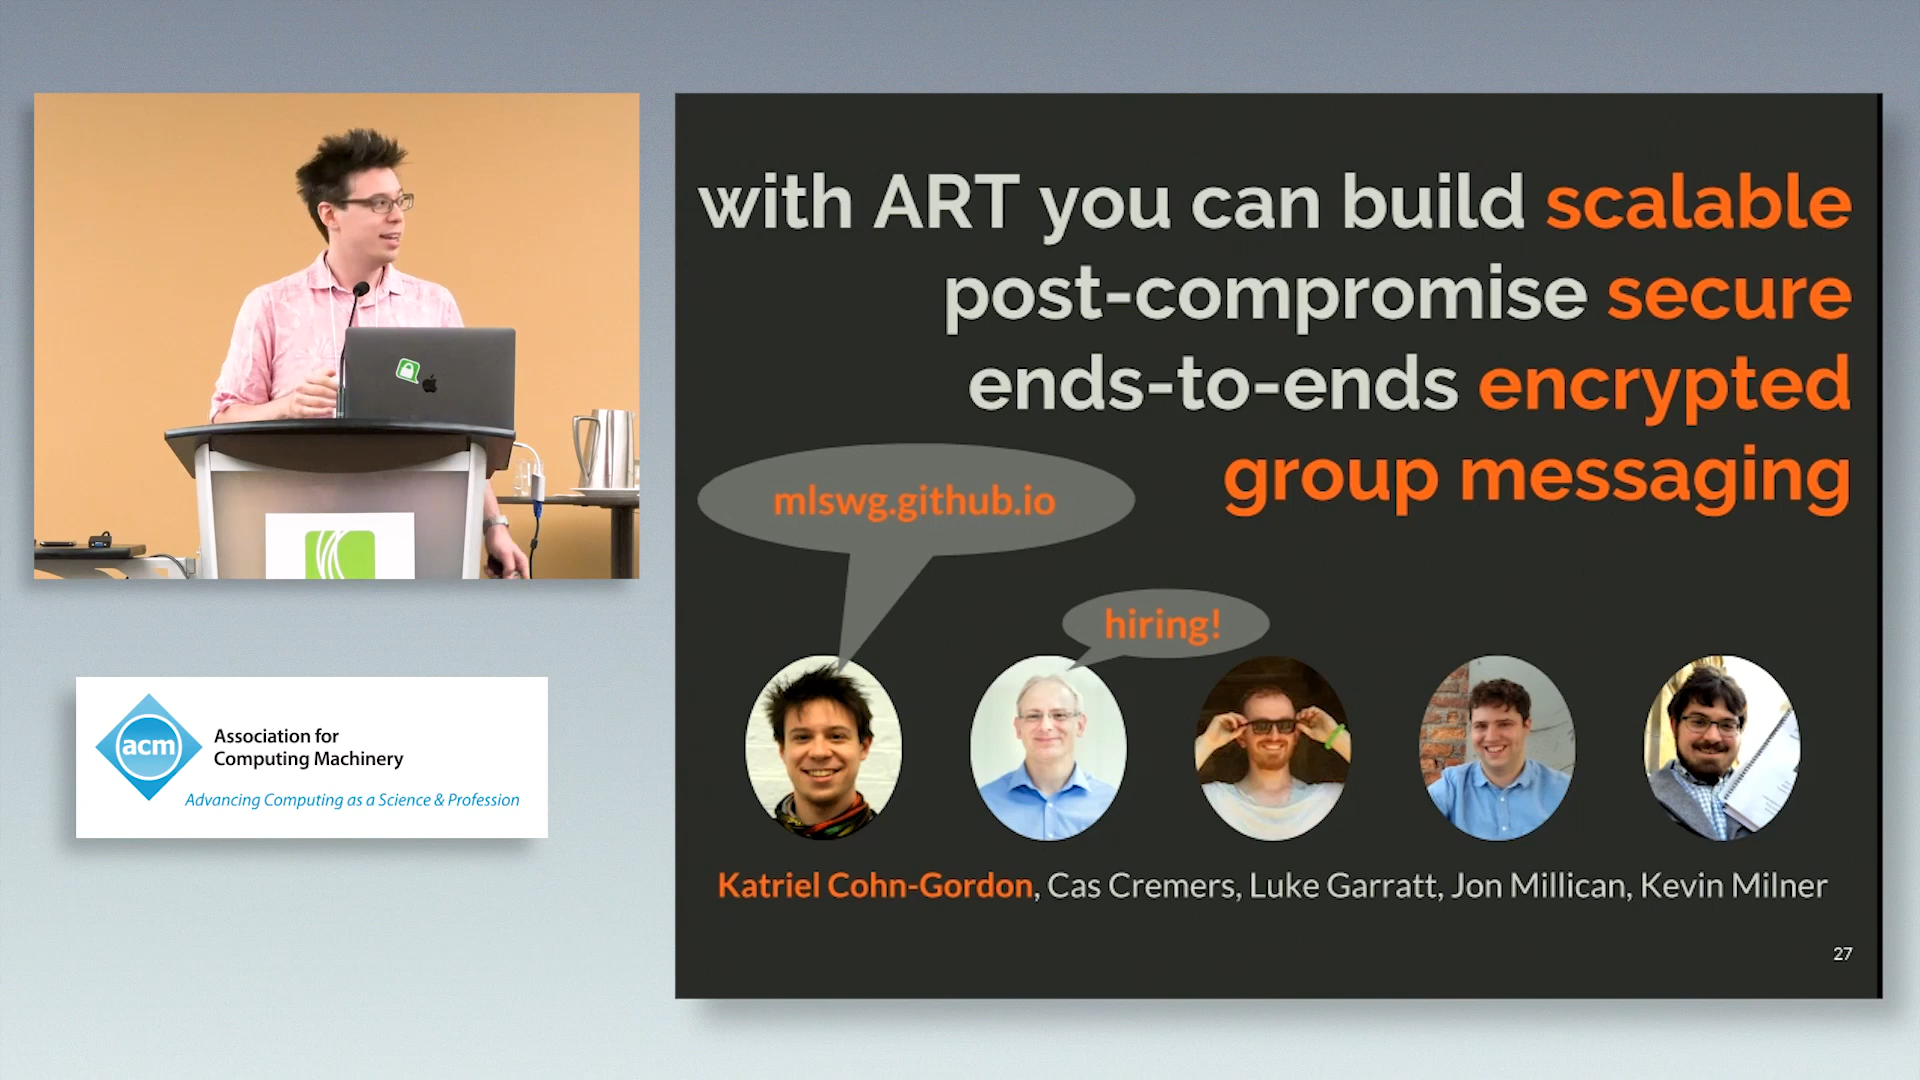 with ART you can build scalable
post-compromise secure
ends-to-ends encrypted
group messaging
mlswg.github.io
hiring!
Katriel Cohn-Gordon, Cas Cremers, Luke Garratt, Jon Millican, Kevin Milner
27
acm
Association for
Computing Machinery
Advancing Computing as a Science & Profession